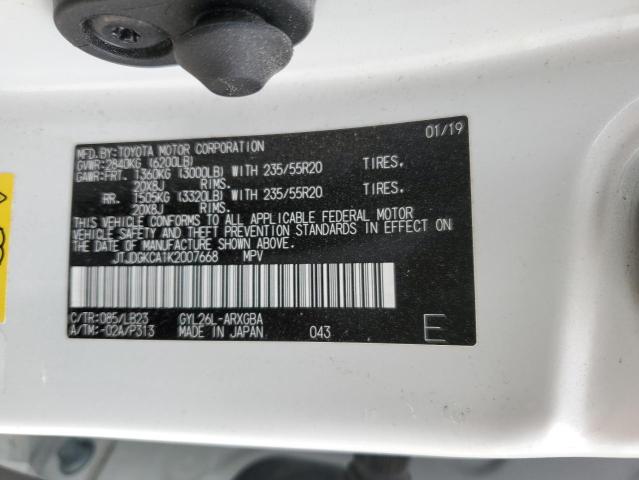 MFD.BY:TOYOTA MOTOR CORPORATION 01/19
GVWR:2840KG (6200LB)
GAWR:FRT. 1360KG (3000LB) WITH 235/55R20 TIRES.
20X8J RIMS.
RR. 1505KG (3320LB) WITH 235/55R20 TIRES.
20X8J RIMS.
THIS VEHICLE CONFORMS TO ALL APPLICABLE FEDERAL MOTOR
VEHICLE SAFETY AND THEFT PREVENTION STANDARDS IN EFFECT
ON THE DATE OF MANUFACTURE SHOWN ABOVE.
JTJDGKCA1K2007668 MPV
C/TR:085/LB23 GYL26L-ARXGBA
A/TM:-02A/P313 MADE IN JAPAN 043 E